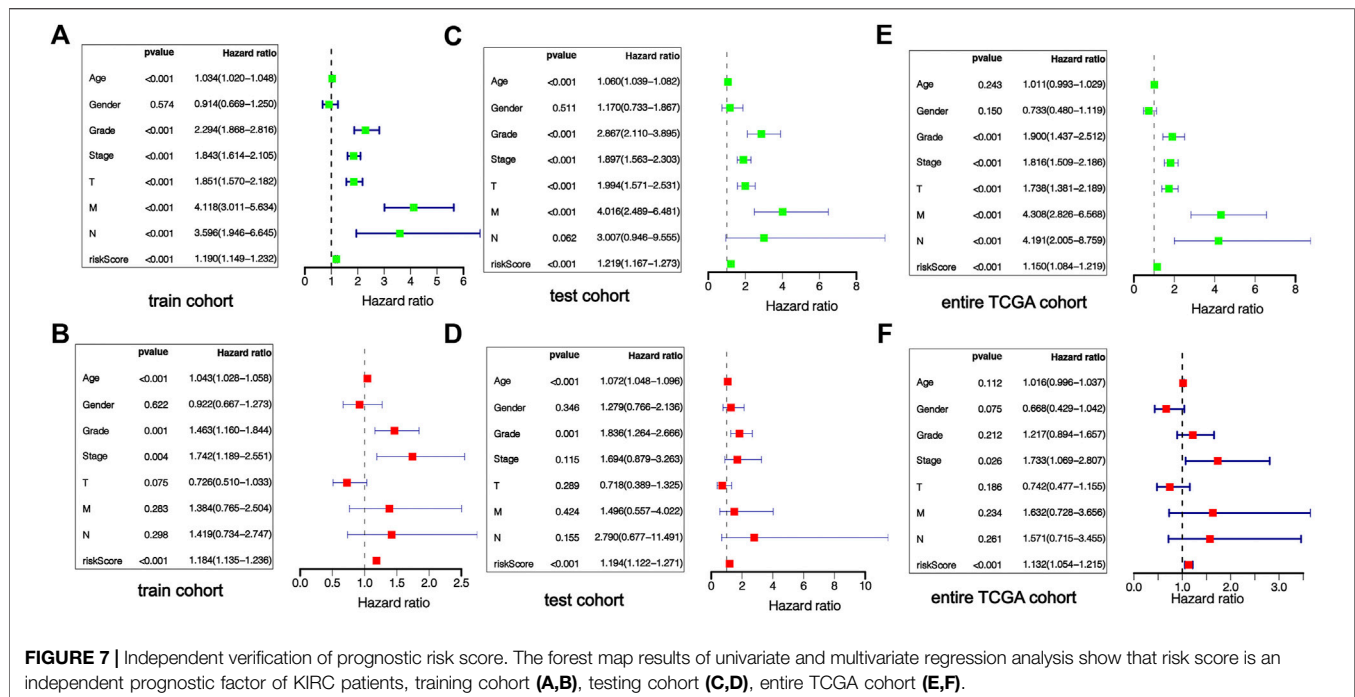 A
pvalue Hazard ratio
Age <0.001 1.034(1.020−1.048)
Gender 0.574 0.914(0.669−1.250)
Grade <0.001 2.294(1.868−2.816)
Stage <0.001 1.843(1.614−2.105)
T <0.001 1.851(1.570−2.182)
M <0.001 4.118(3.011−5.634)
N <0.001 3.596(1.946−6.645)
riskScore <0.001 1.190(1.149−1.232)
0 1 2 3 4 5 6
Hazard ratio
train cohort
C
pvalue Hazard ratio
Age <0.001 1.060(1.039−1.082)
Gender 0.511 1.170(0.733−1.867)
Grade <0.001 2.867(2.110−3.895)
Stage <0.001 1.897(1.563−2.303)
T <0.001 1.994(1.571−2.531)
M <0.001 4.016(2.489−6.481)
N 0.062 3.007(0.946−9.555)
riskScore <0.001 1.219(1.167−1.273)
0 2 4 6 8
Hazard ratio
test cohort
E
pvalue Hazard ratio
Age 0.243 1.011(0.993−1.029)
Gender 0.150 0.733(0.480−1.119)
Grade <0.001 1.900(1.437−2.512)
Stage <0.001 1.816(1.509−2.186)
T <0.001 1.738(1.381−2.189)
M <0.001 4.308(2.826−6.568)
N <0.001 4.191(2.005−8.759)
riskScore <0.001 1.150(1.084−1.219)
0 2 4 6 8
Hazard ratio
entire TCGA cohort
B
pvalue Hazard ratio
Age <0.001 1.043(1.028−1.058)
Gender 0.622 0.922(0.667−1.273)
Grade 0.001 1.463(1.160−1.844)
Stage 0.004 1.742(1.189−2.551)
T 0.075 0.726(0.510−1.033)
M 0.283 1.384(0.765−2.504)
N 0.298 1.419(0.734−2.747)
riskScore <0.001 1.184(1.135−1.236)
0.0 0.5 1.0 1.5 2.0 2.5
Hazard ratio
train cohort
D
pvalue Hazard ratio
Age <0.001 1.072(1.048−1.096)
Gender 0.346 1.279(0.766−2.136)
Grade 0.001 1.836(1.264−2.666)
Stage 0.115 1.694(0.879−3.263)
T 0.289 0.718(0.389−1.325)
M 0.424 1.496(0.557−4.022)
N 0.155 2.790(0.677−11.491)
riskScore <0.001 1.194(1.122−1.271)
0 2 4 6 8 10
Hazard ratio
test cohort
F
pvalue Hazard ratio
Age 0.112 1.016(0.996−1.037)
Gender 0.075 0.668(0.429−1.042)
Grade 0.212 1.217(0.894−1.657)
Stage 0.026 1.733(1.069−2.807)
T 0.186 0.742(0.477−1.155)
M 0.234 1.632(0.728−3.656)
N 0.261 1.571(0.715−3.455)
riskScore <0.001 1.132(1.054−1.215)
0.0 1.0 2.0 3.0
Hazard ratio
entire TCGA cohort
FIGURE 7 | Independent verification of prognostic risk score. The forest map results of univariate and multivariate regression analysis show that risk score is an
independent prognostic factor of KIRC patients, training cohort (A,B), testing cohort (C,D), entire TCGA cohort (E,F).